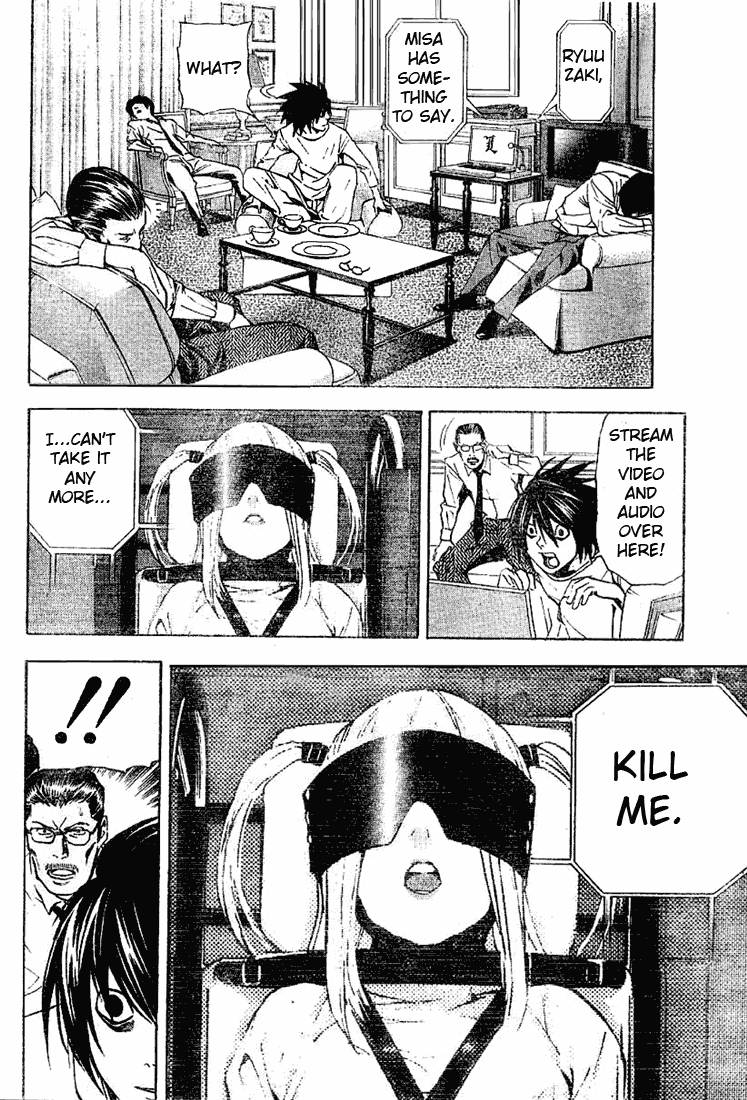 RYUU
ZAKI,
MISA
HAS
SOME-
THING
TO SAY.
WHAT?
L
STREAM
THE
VIDEO
AND
AUDIO
OVER
HERE!
I...CAN'T
TAKE IT
ANY
MORE...
KILL
ME.
!!